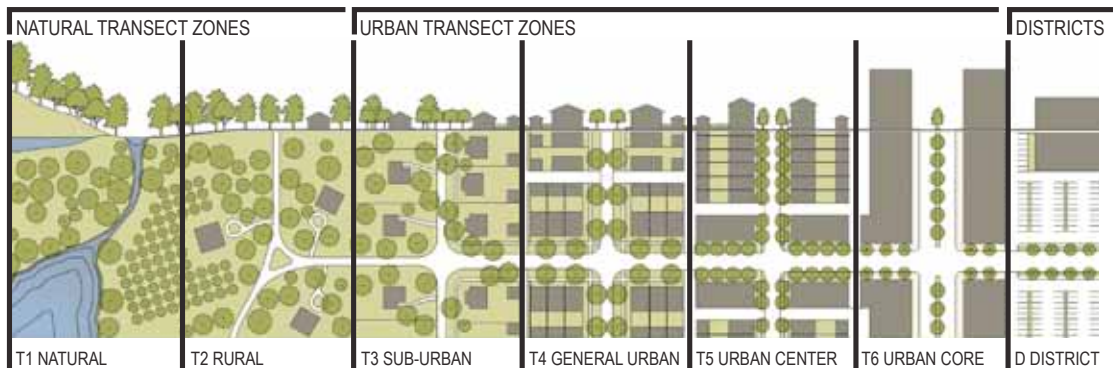 NATURAL TRANSECT ZONES
URBAN TRANSECT ZONES
DISTRICTS
T1 NATURAL
T2 RURAL
T3 SUB-URBAN
T4 GENERAL URBAN
T5 URBAN CENTER
T6 URBAN CORE
D DISTRICT